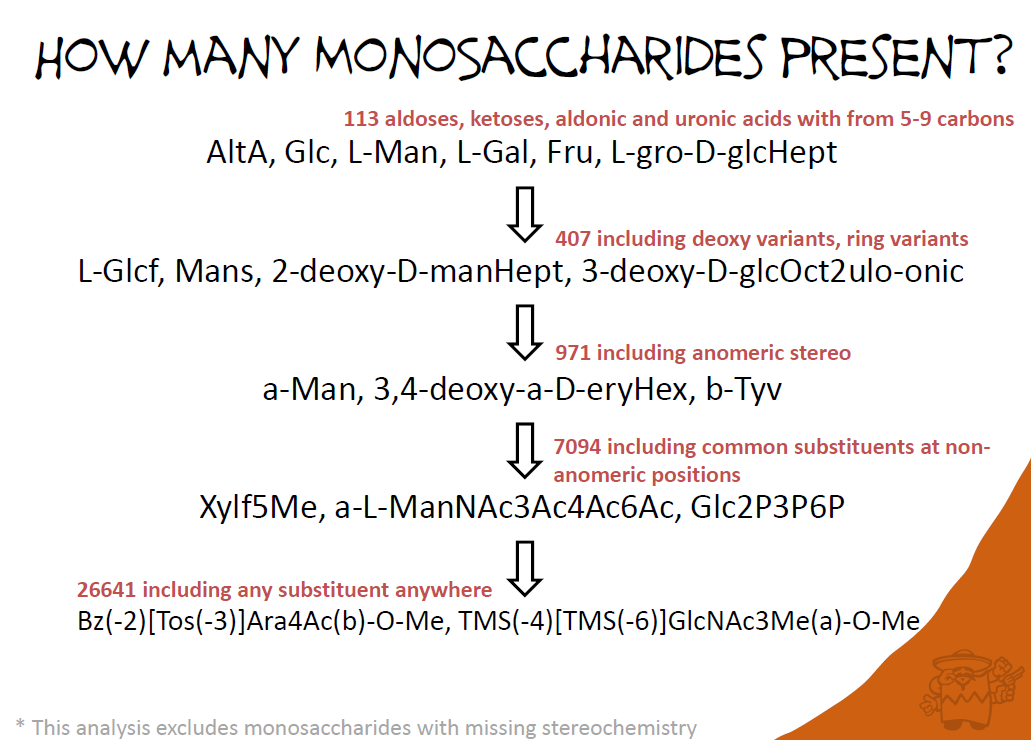 HOW MANY MONOSACCHARIDES PRESENT?
113 aldoses, ketoses, aldonic and uronic acids with from 5-9 carbons
AltA, Glc, L-Man, L-Gal, Fru, L-gro-D-glcHept
407 including deoxy variants, ring variants
L-Glcf, Mans, 2-deoxy-D-manHept, 3-deoxy-D-glcOct2ulo-onic
971 including anomeric stereo
a-Man, 3,4-deoxy-a-D-eryHex, b-Tyv
7094 including common substituents at non-
anomeric positions
Xylf5Me, a-L-ManNAc3Ac4Ac6Ac, Glc2P3P6P
26641 including any substituent anywhere
Bz(-2)[Tos(-3)]Ara4Ac(b)-O-Me, TMS(-4)[TMS(-6)]GlcNAc3Me(a)-O-Me
* This analysis excludes monosaccharides with missing stereochemistry